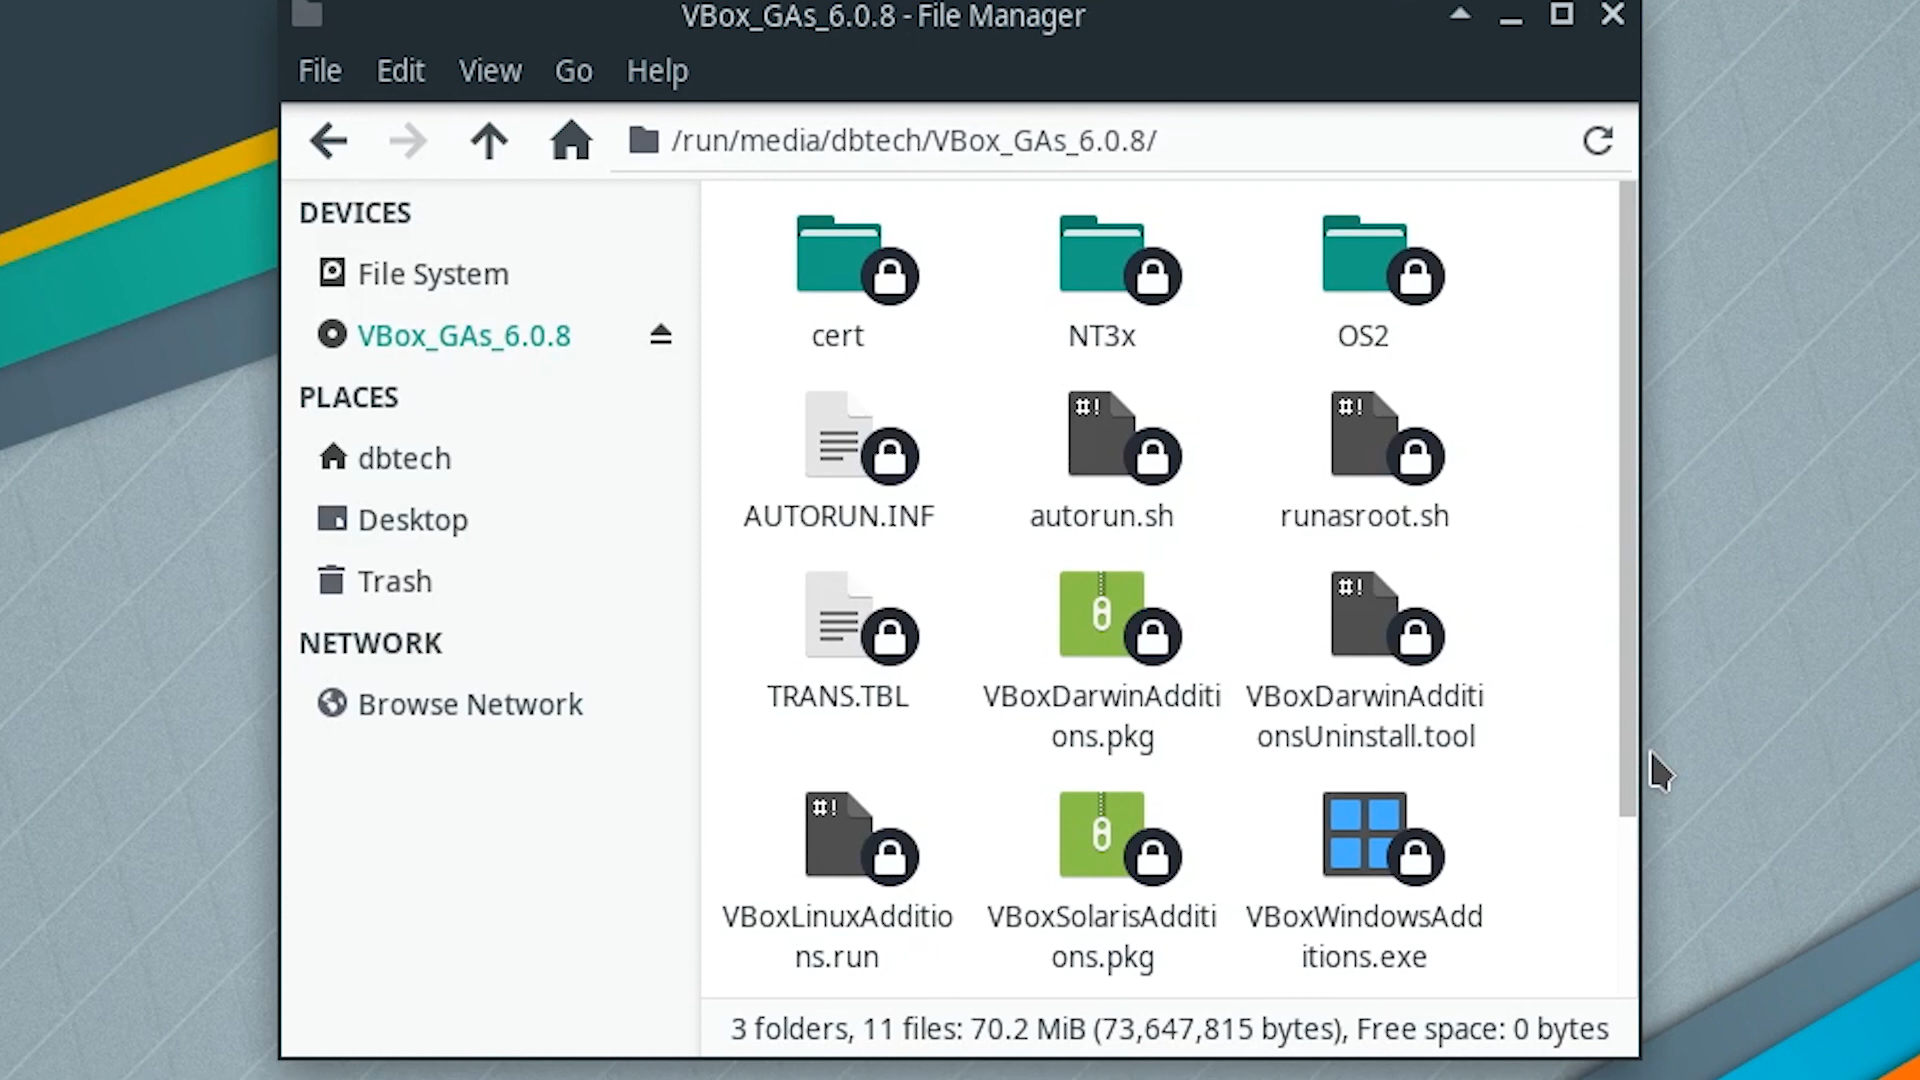 VBox_GAs_6.0.8 - File Manager
File Edit View Go Help
/run/media/dbtech/VBox_GAs_6.0.8/
DEVICES
File System
VBox_GAs_6.0.8
PLACES
dbtech
Desktop
Trash
NETWORK
Browse Network
cert NT3x OS2
#! #!
AUTORUN.INF autorun.sh runasroot.sh
#!
TRANS.TBL VBoxDarwinAdditi VBoxDarwinAdditi
ons.pkg onsUninstall.tool
#!
VBoxLinuxAdditio VBoxSolarisAdditi VBoxWindowsAdd
ns.run ons.pkg itions.exe
3 folders, 11 files: 70.2 MiB (73,647,815 bytes), Free space: 0 bytes